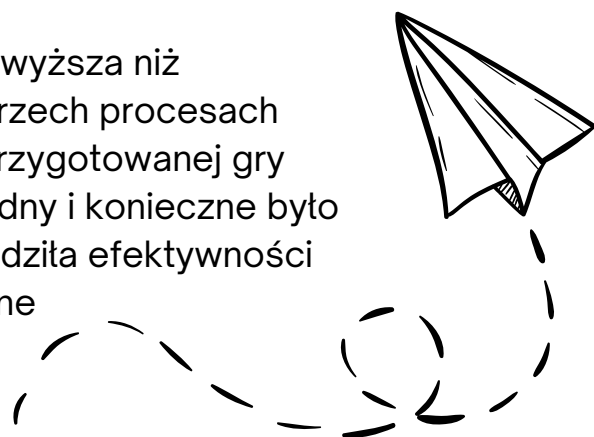 wyższa niż
rzech procesach
rzygotowanej gry
dny i konieczne było
dziła efektywności
ne